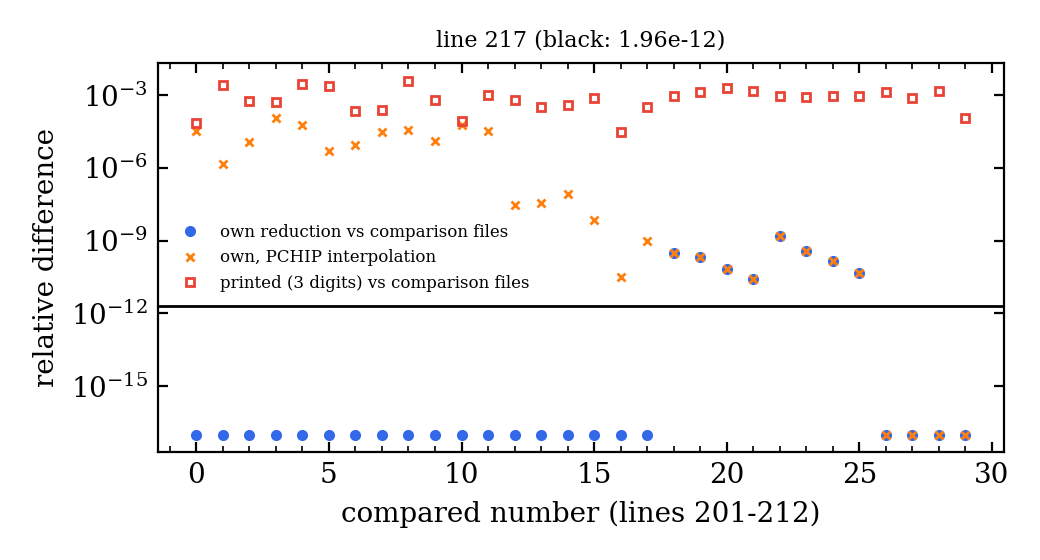 line 217 (black: 1.96e-12)
relative difference
10⁻³
10⁻⁶
10⁻⁹
10⁻¹²
10⁻¹⁵
own reduction vs comparison files
own, PCHIP interpolation
printed (3 digits) vs comparison files
0 5 10 15 20 25 30
compared number (lines 201-212)